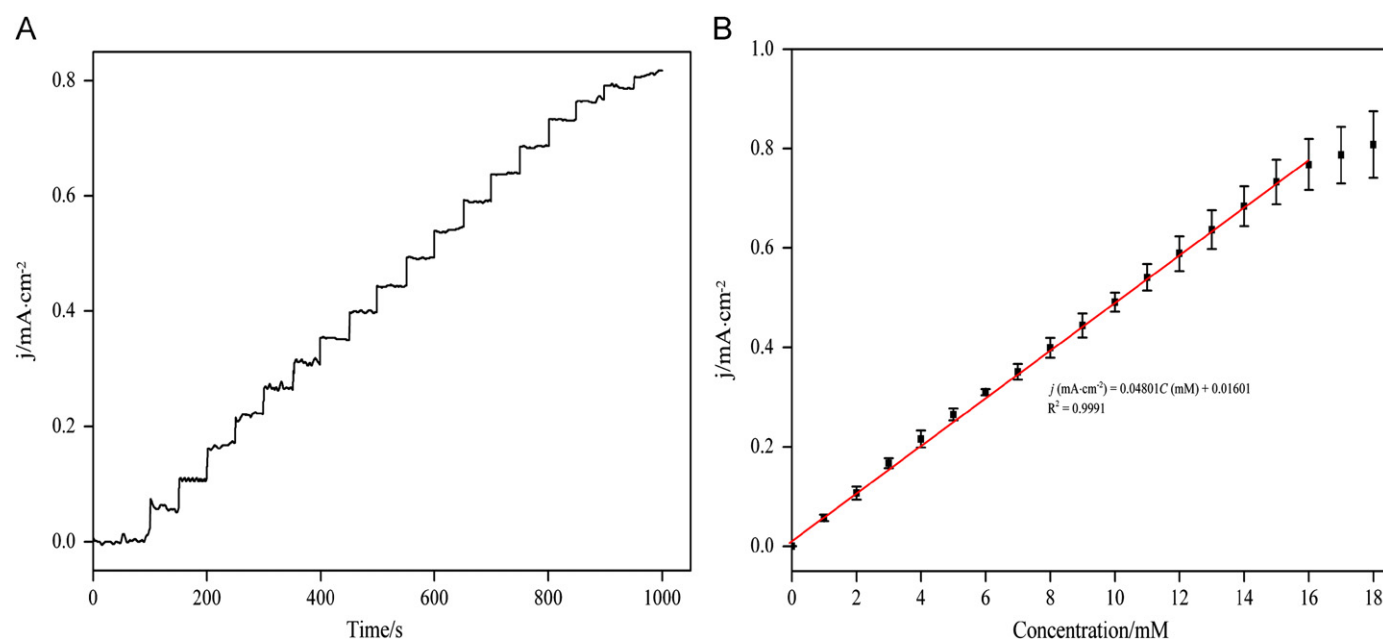 A
0.8
0.6
0.4
0.2
0.0
j/mA·cm-2
0 200 400 600 800 1000
Time/s
B
1.0
0.8
0.6
0.4
0.2
0.0
j/mA·cm-2
j (mA·cm-2) = 0.04801C (mM) + 0.01601
R2 = 0.9991
0 2 4 6 8 10 12 14 16 18
Concentration/mM